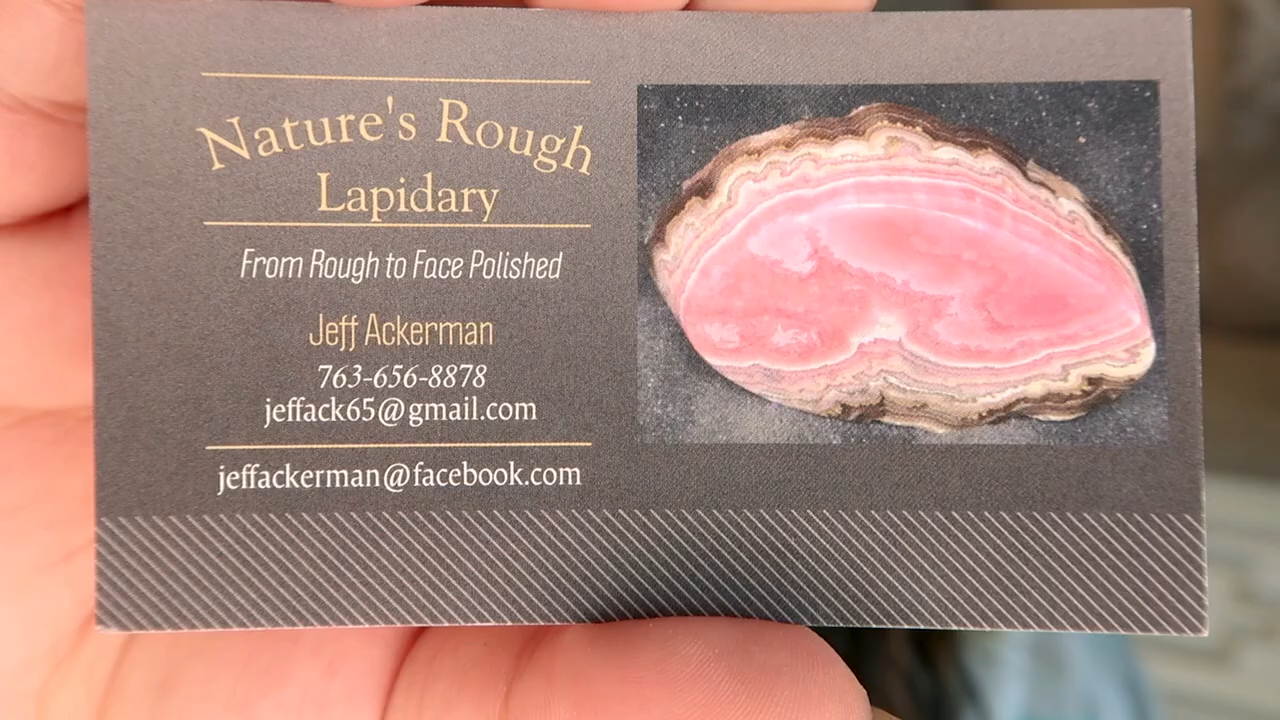 Nature's Rough
Lapidary
From Rough to Face Polished
Jeff Ackerman
763-656-8878
jeffack65@gmail.com
jeffackerman@facebook.com